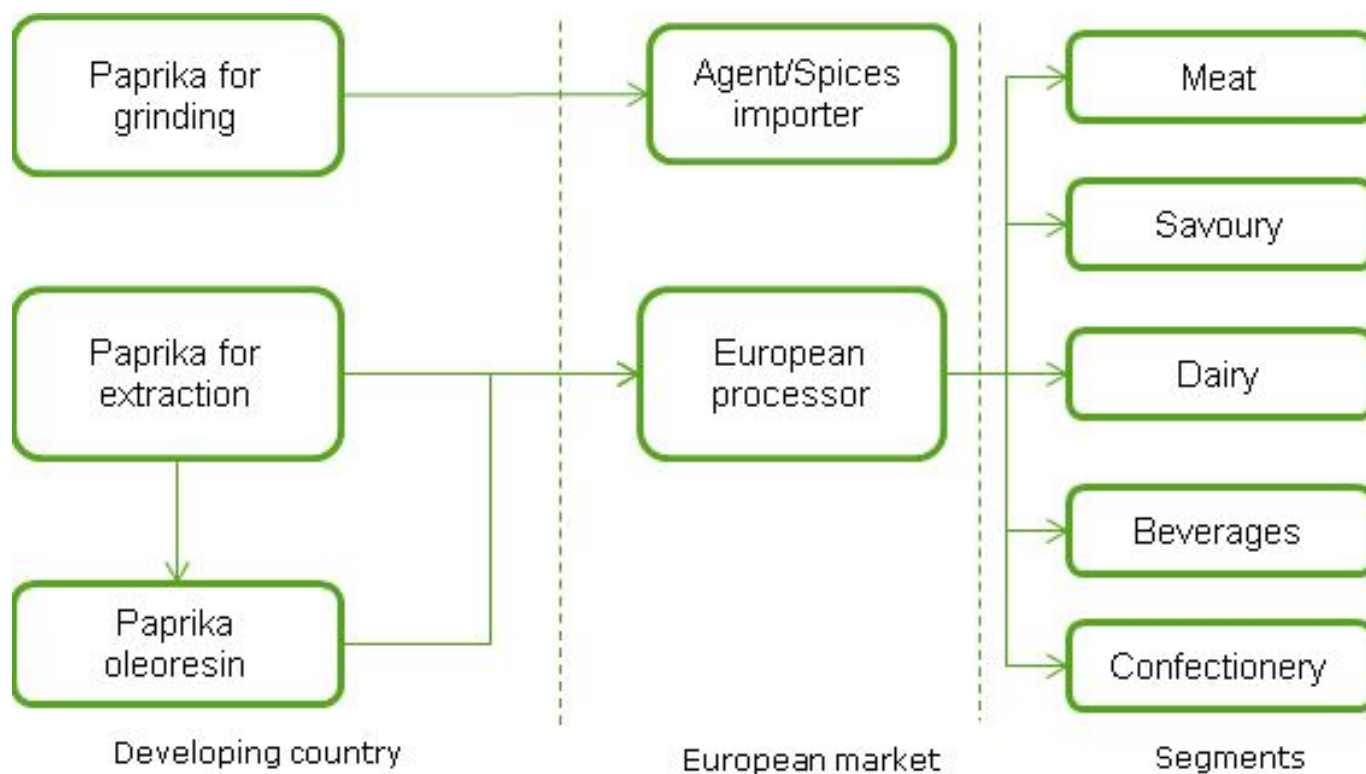 Paprika for
grinding
Agent/Spices
importer
Meat
Savoury
Paprika for
extraction
European
processor
Dairy
Beverages
Paprika
oleoresin
Confectionery
Developing country
European market
Segments